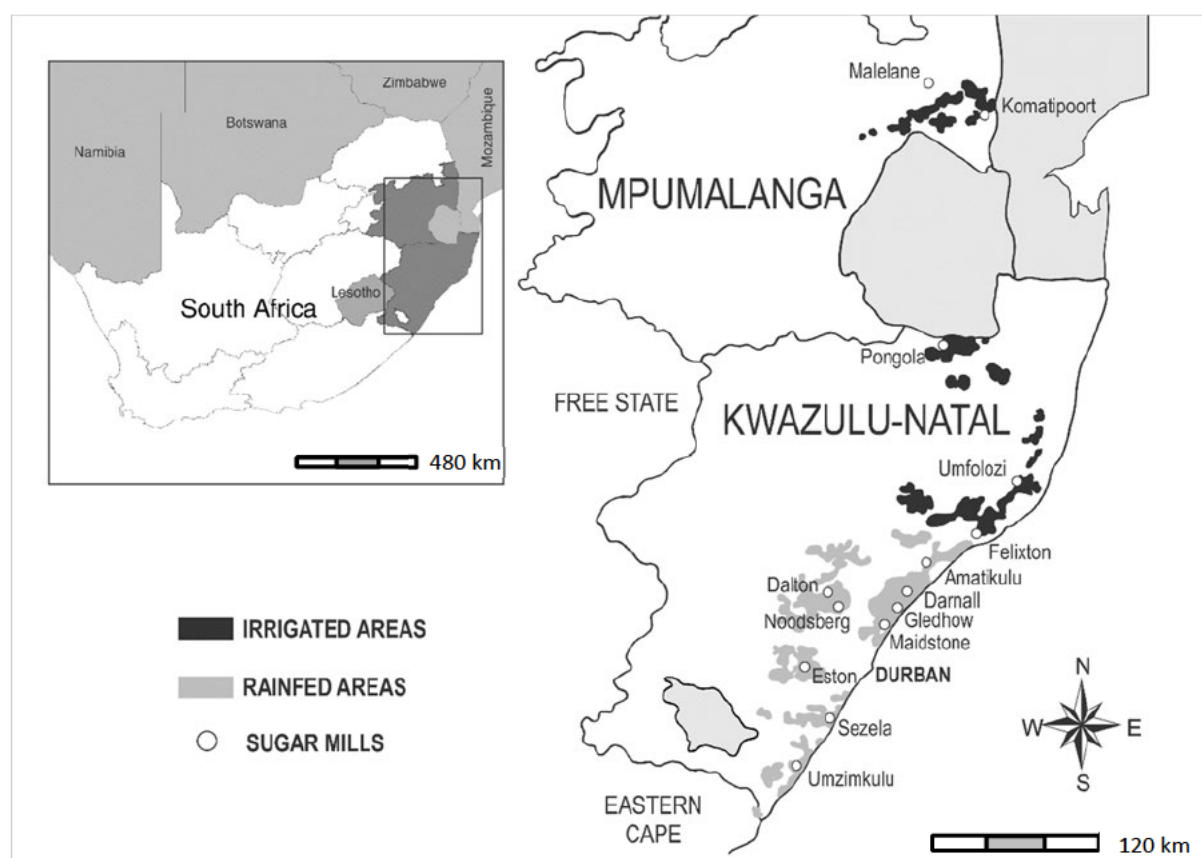 Zimbabwe
Botswana
Namibia
Mozambique
South Africa
Lesotho
480 km
IRRIGATED AREAS
RAINFED AREAS
SUGAR MILLS
Malelane
Komatipoort
MPUMALANGA
Pongola
FREE STATE
KWAZULU-NATAL
Umfolozi
Felixton
Amatikulu
Dalton
Darnall
Noodsberg
Gledhow
Maidstone
Eston
DURBAN
Sezela
Umzimkulu
EASTERN
CAPE
N
W
E
S
120 km